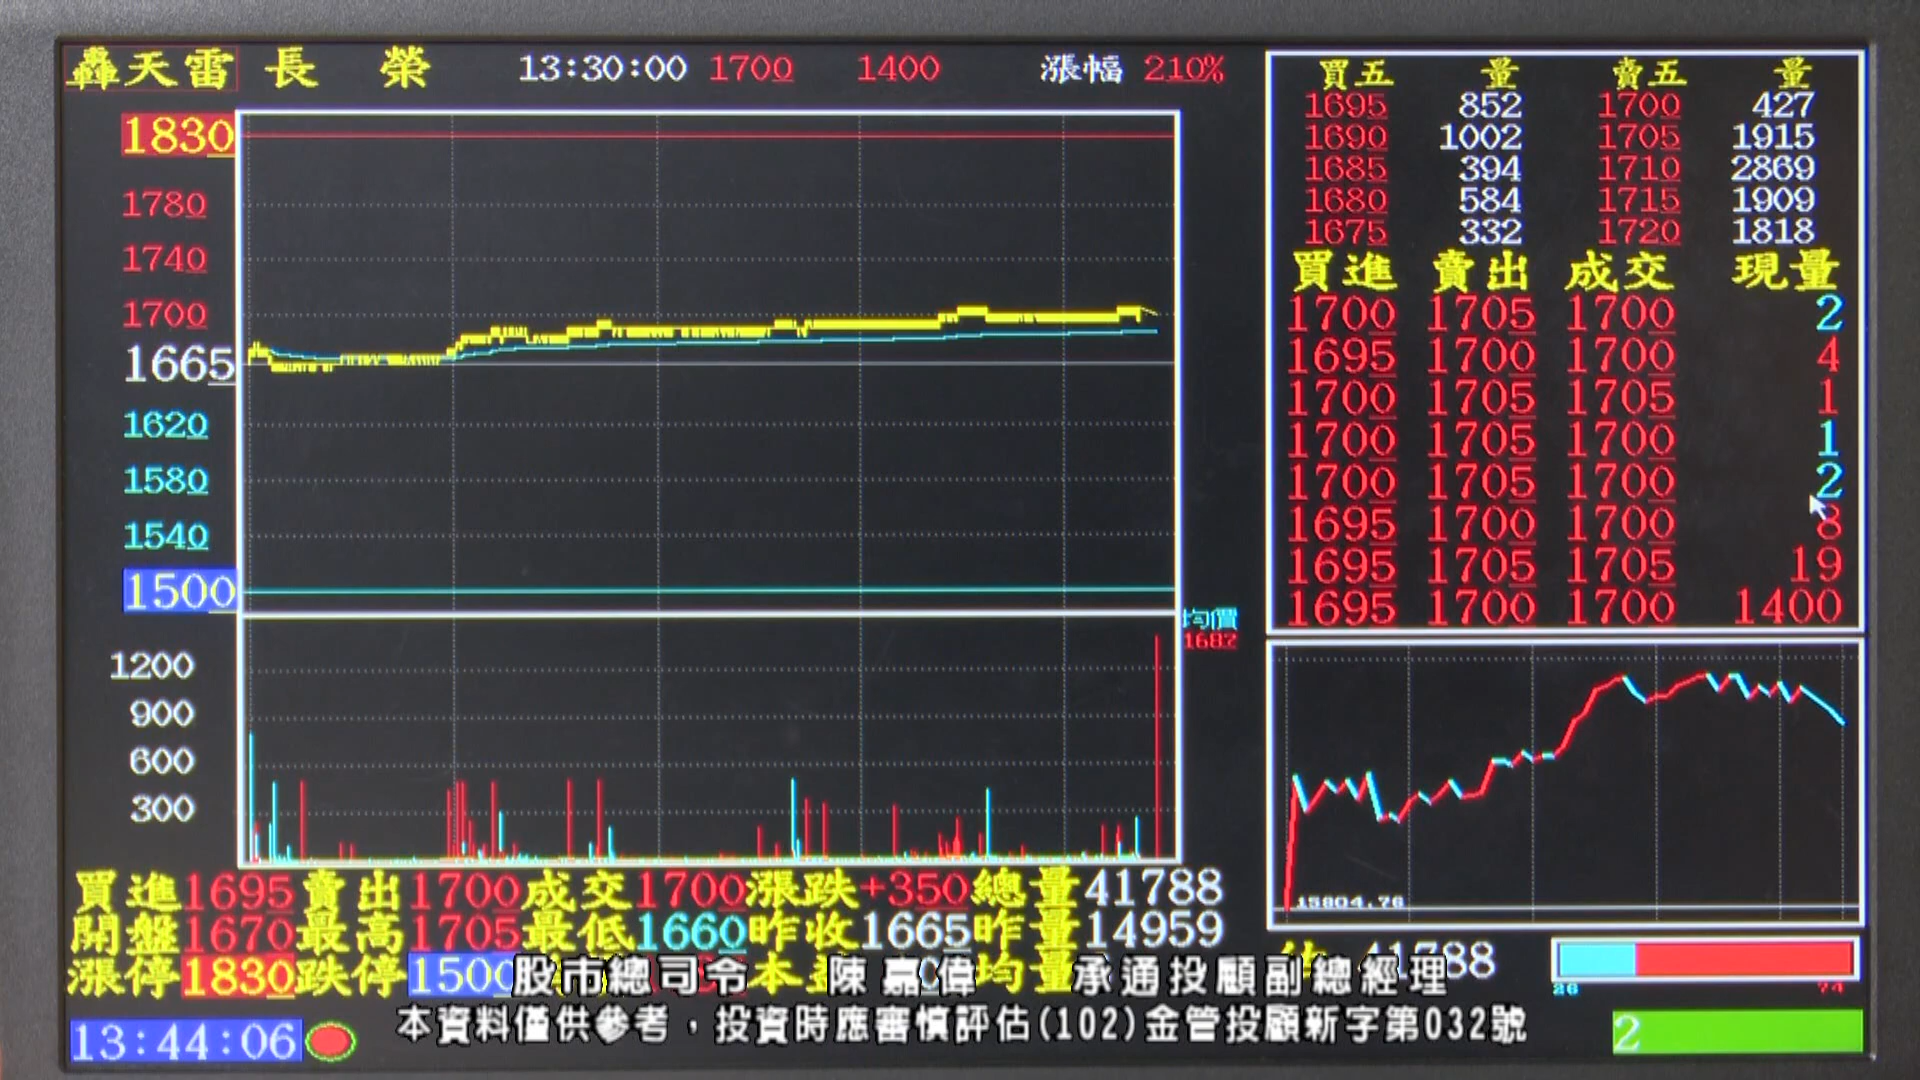 轟天雷 長 榮 13:30:00 1700 1400 漲幅 210%
1830
1780
1740
1700
1665
1620
1580
1540
1500
均價
1682
1200
900
600
300
買五 量 賣五 量
1695 852 1700 427
1690 1002 1705 1915
1685 394 1710 2869
1680 584 1715 1909
1675 332 1720 1818
買進 賣出 成交 現量
1700 1705 1700 2
1695 1700 1700 4
1700 1705 1705 1
1700 1705 1700 1
1700 1705 1700 2
1695 1700 1700 8
1695 1705 1705 19
1695 1700 1700 1400
15804.76
買進1695賣出1700成交1700漲跌+350總量41788
開盤1670最高1705最低1660昨收1665昨量14959
漲停1830跌停1500 本 均量 41788
26 74
股市總司令 陳嘉偉 承通投顧副總經理
本資料僅供參考，投資時應審慎評估(102)金管投顧新字第032號
13:44:06 2